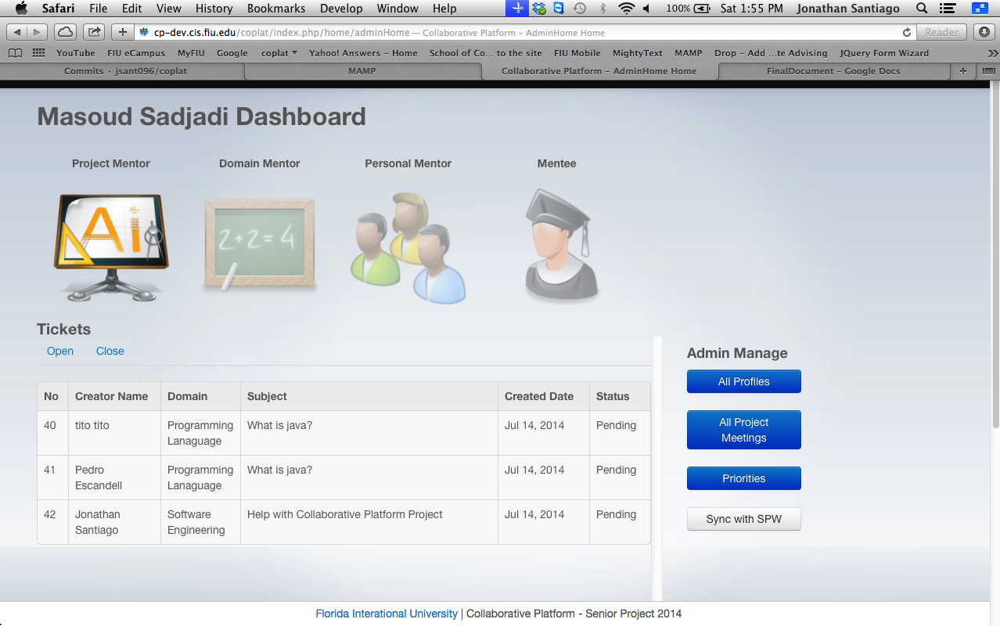 Safari File Edit View History Bookmarks Develop Window Help 100% Sat 1:55 PM Jonathan Santiago
cp-dev.cis.fiu.edu/coplat/index.php/home/adminHome — Collaborative Platform – AdminHome Home Reader
YouTube FIU eCampus MyFIU Google coplat Yahoo! Answers – Home School of Co... to the site FIU Mobile MightyText MAMP Drop – Add ...te Advising JQuery Form Wizard
Commits · jsant096/coplat MAMP Collaborative Platform – AdminHome Home FinalDocument – Google Docs
Masoud Sadjadi Dashboard
Project Mentor Domain Mentor Personal Mentor Mentee
Ai 2+2=4
Tickets
Open Close
No Creator Name Domain Subject Created Date Status
40 tito tito Programming What is java? Jul 14, 2014 Pending
Lanaguage
41 Pedro Programming What is java? Jul 14, 2014 Pending
Escandell Lanaguage
42 Jonathan Software Help with Collaborative Platform Project Jul 14, 2014 Pending
Santiago Engineering
Admin Manage
All Profiles
All Project
Meetings
Priorities
Sync with SPW
Florida Interational University | Collaborative Platform - Senior Project 2014